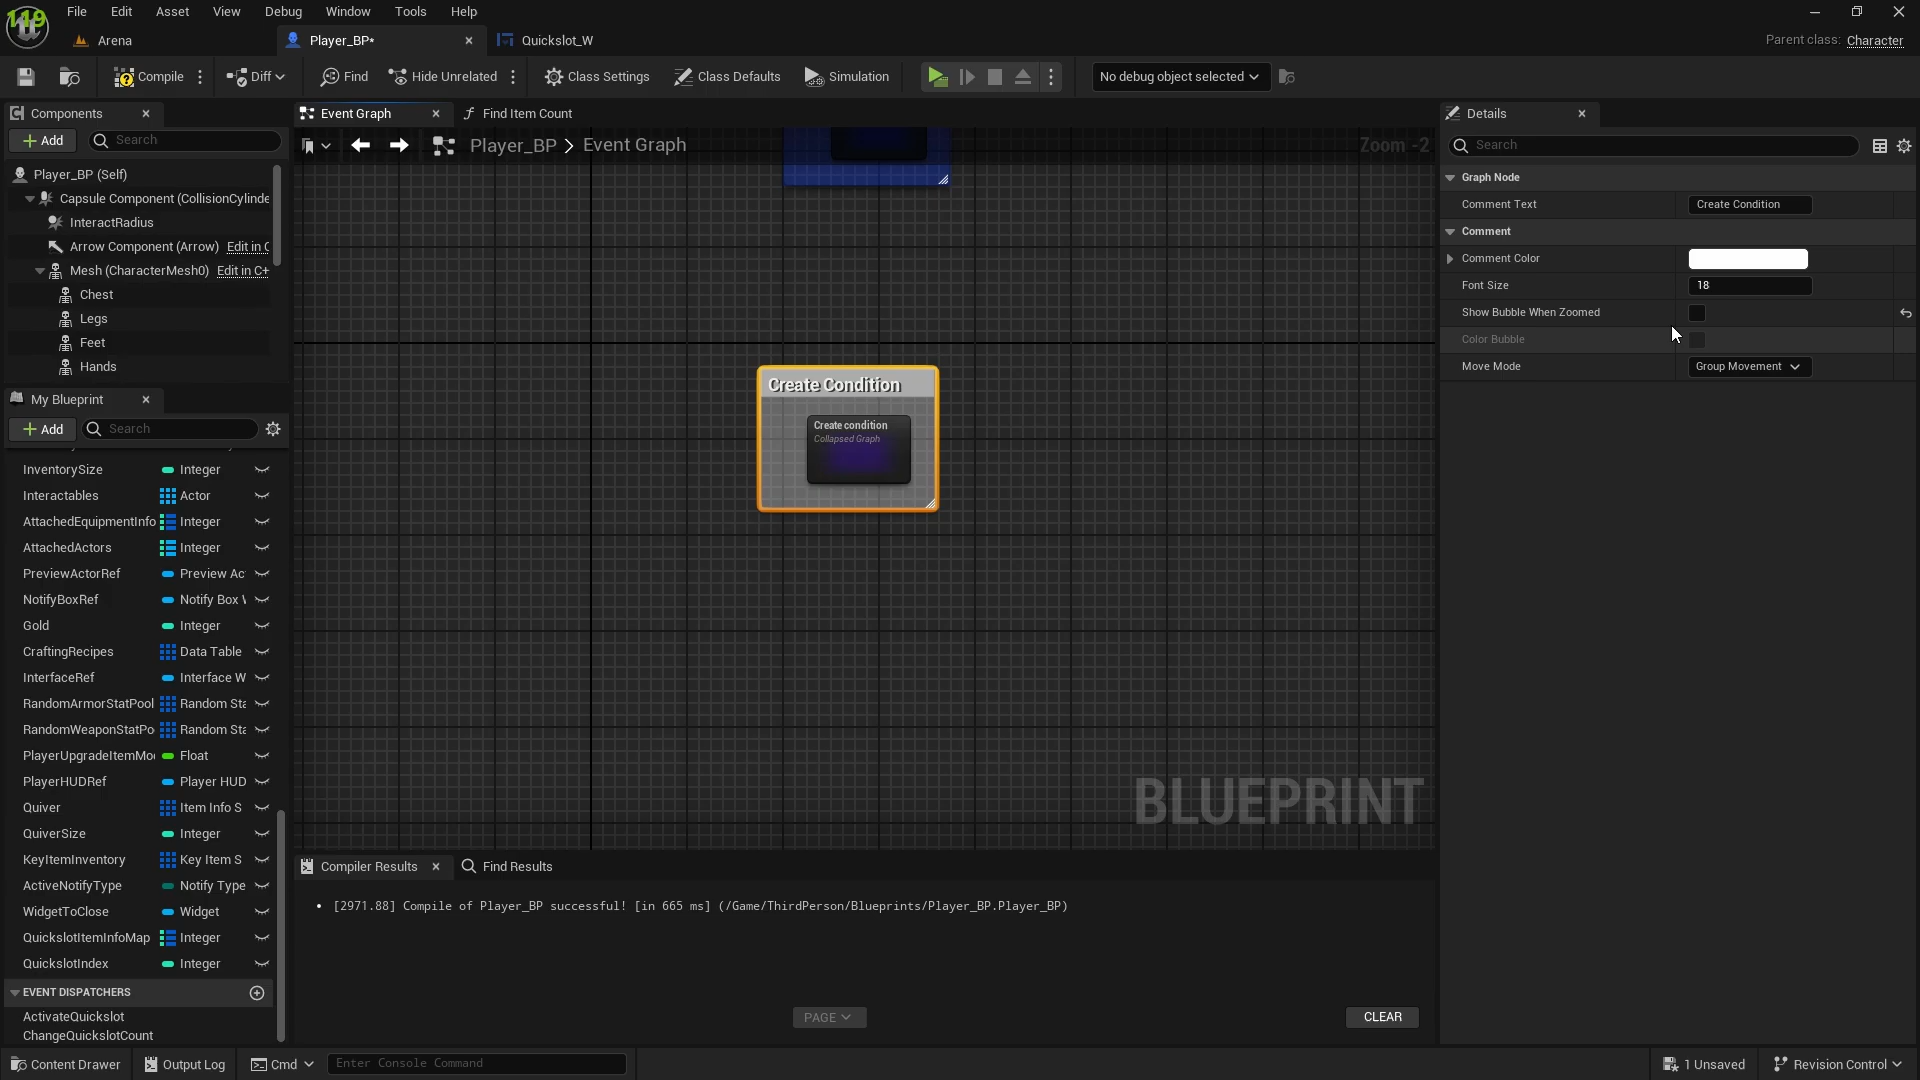 119
File Edit Asset View Debug Window Tools Help
Arena
Player_BP*
Quickslot_W
Parent class: Character
Compile
Diff
Find
Hide Unrelated
Class Settings
Class Defaults
Simulation
No debug object selected
Components
Add
Search
Player_BP (Self)
Capsule Component (CollisionCylinde
InteractRadius
Arrow Component (Arrow) Edit in C
Mesh (CharacterMesh0) Edit in C+
Chest
Legs
Feet
Hands
My Blueprint
Add
Search
InventorySize Integer
Interactables Actor
AttachedEquipmentInfo Integer
AttachedActors Integer
PreviewActorRef Preview Ac
NotifyBoxRef Notify Box
Gold Integer
CraftingRecipes Data Table
InterfaceRef Interface W
RandomArmorStatPool Random Sta
RandomWeaponStatPo Random Sta
PlayerUpgradeItemMo Float
PlayerHUDRef Player HUD
Quiver Item Info S
QuiverSize Integer
KeyItemInventory Key Item S
ActiveNotifyType Notify Type
WidgetToClose Widget
QuickslotItemInfoMap Integer
QuickslotIndex Integer
EVENT DISPATCHERS
ActivateQuickslot
ChangeQuickslotCount
Event Graph
Find Item Count
Player_BP > Event Graph
Zoom -2
Create Condition
Create condition
Collapsed Graph
BLUEPRINT
Compiler Results
Find Results
[2971.88] Compile of Player_BP successful! [in 665 ms] (/Game/ThirdPerson/Blueprints/Player_BP.Player_BP)
PAGE
CLEAR
Details
Search
Graph Node
Comment Text Create Condition
Comment
Comment Color
Font Size 18
Show Bubble When Zoomed
Color Bubble
Move Mode Group Movement
Content Drawer
Output Log
Cmd
Enter Console Command
1 Unsaved
Revision Control